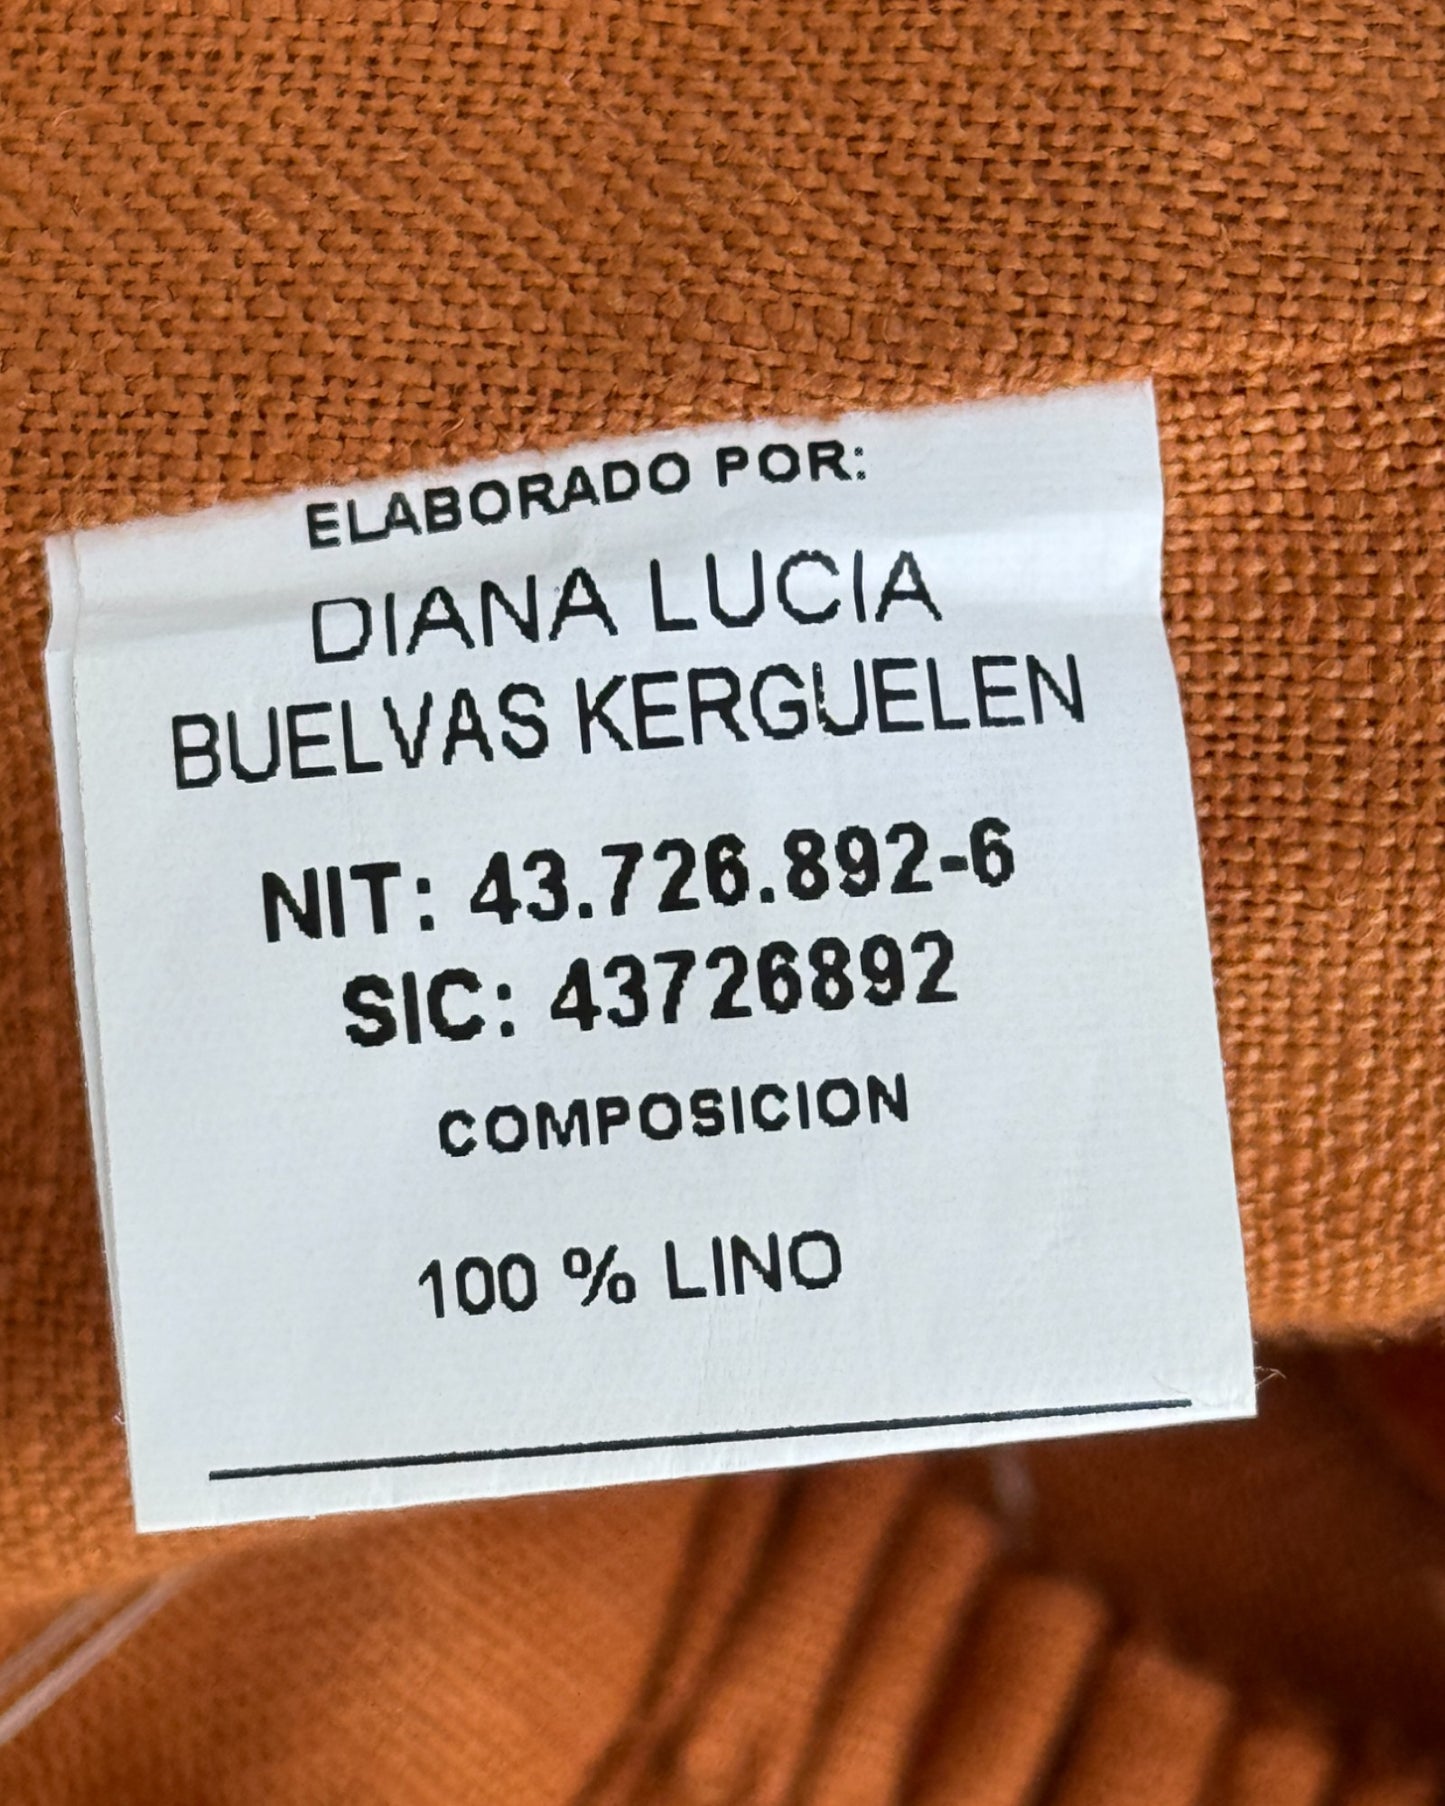 ELABORADO POR:
DIANA LUCIA
BUELVAS KERGUELEN
NIT: 43.726.892-6
SIC: 43726892
COMPOSICION
100 % LINO